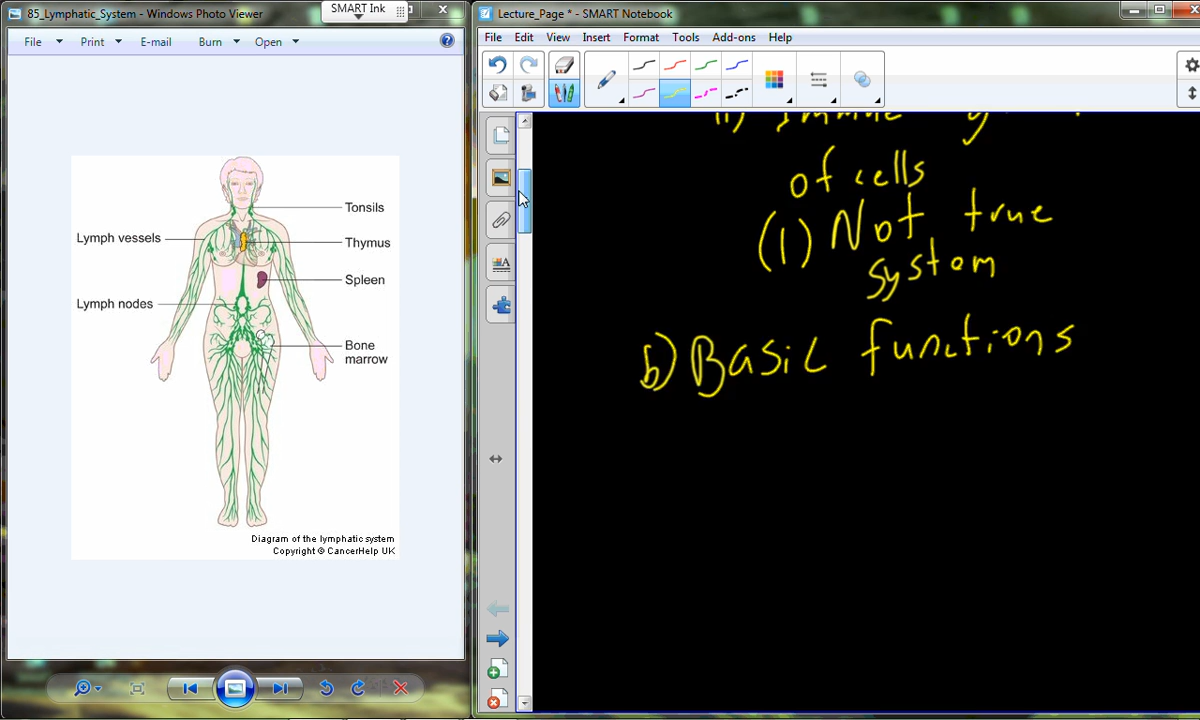 85_Lymphatic_System - Windows Photo Viewer
SMART Ink
File Print E-mail Burn Open
Tonsils
Lymph vessels
Thymus
Spleen
Lymph nodes
Bone
marrow
Diagram of the lymphatic system
Copyright © CancerHelp UK
Lecture_Page * - SMART Notebook
File Edit View Insert Format Tools Add-ons Help
of cells
(1) Not true
system
b) Basic functions